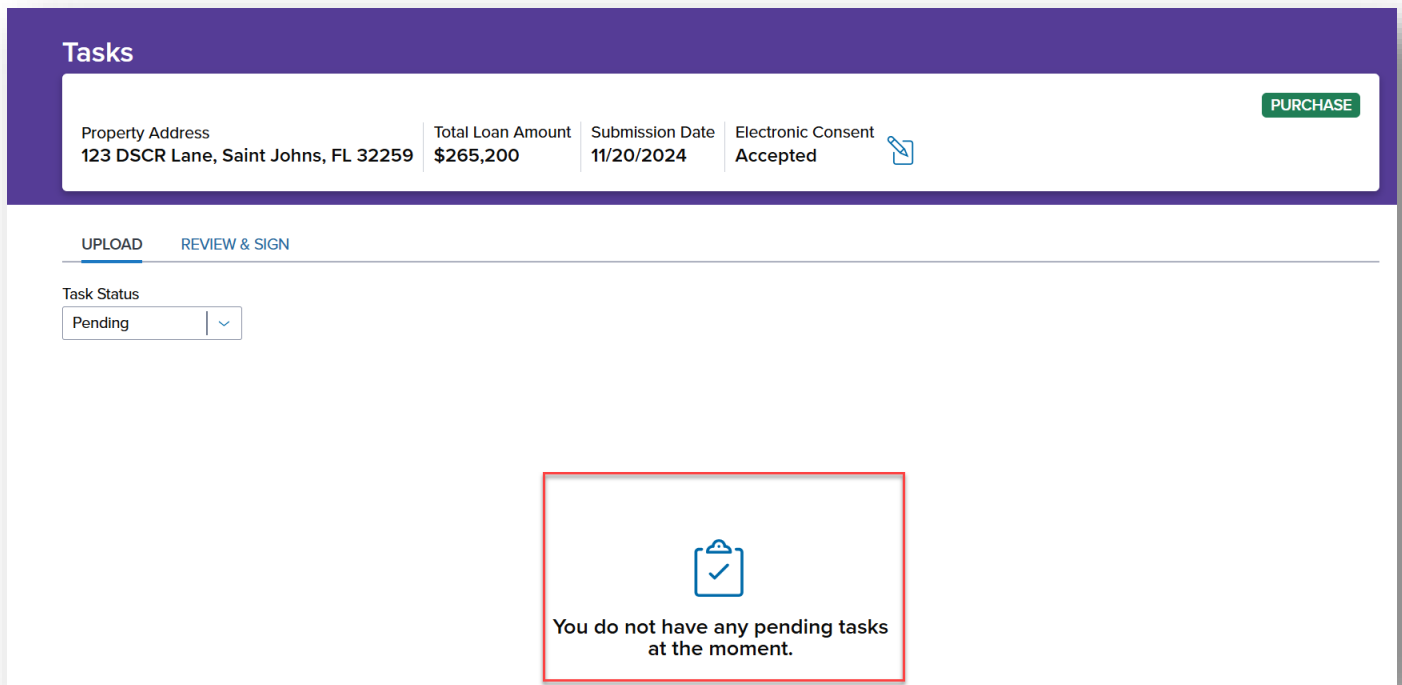 Tasks
PURCHASE
Property Address
123 DSCR Lane, Saint Johns, FL 32259
Total Loan Amount
$265,200
Submission Date
11/20/2024
Electronic Consent
Accepted
UPLOAD
REVIEW & SIGN
Task Status
Pending
You do not have any pending tasks
at the moment.